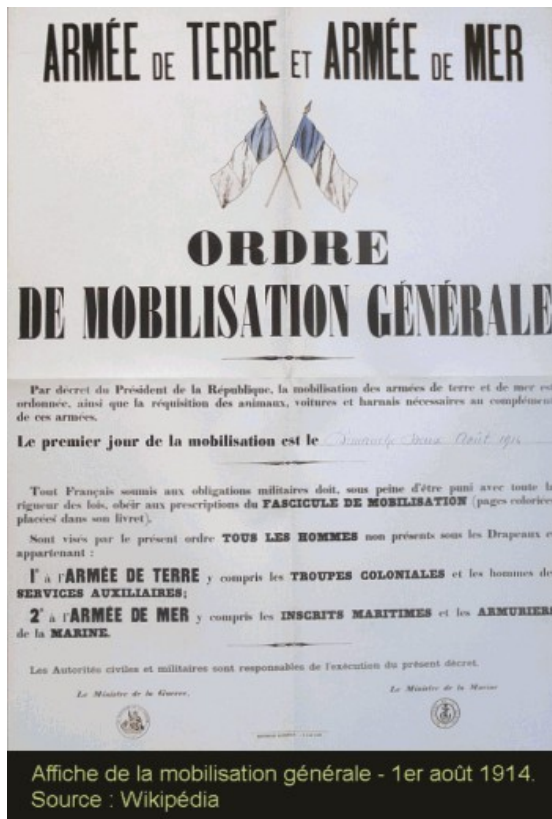 ARMÉE DE TERRE ET ARMÉE DE MER
ORDRE
DE MOBILISATION GÉNÉRALE
Par décret du Président de la République, la mobilisation des armées de terre et de mer est
ordonnée, ainsi que la réquisition des animaux, voitures et harnais nécessaires au complément
de ces armées.
Le premier jour de la mobilisation est le Dimanche deux Août 1914
Tout Français soumis aux obligations militaires doit, sous peine d'être puni avec toute la
rigueur des lois, obéir aux prescriptions du FASCICULE DE MOBILISATION (pages coloriées
placées dans son livret).
Sont visés par le présent ordre TOUS LES HOMMES non présents sous les Drapeaux et
appartenant :
1° à l'ARMÉE DE TERRE y compris les TROUPES COLONIALES et les hommes des
SERVICES AUXILIAIRES;
2° à l'ARMÉE DE MER y compris les INSCRITS MARITIMES et les ARMURIERS
de la MARINE.
Les Autorités civiles et militaires sont responsables de l'exécution du présent décret.
Le Ministre de la Guerre,
Le Ministre de la Marine
Affiche de la mobilisation générale - 1er août 1914.
Source : Wikipédia